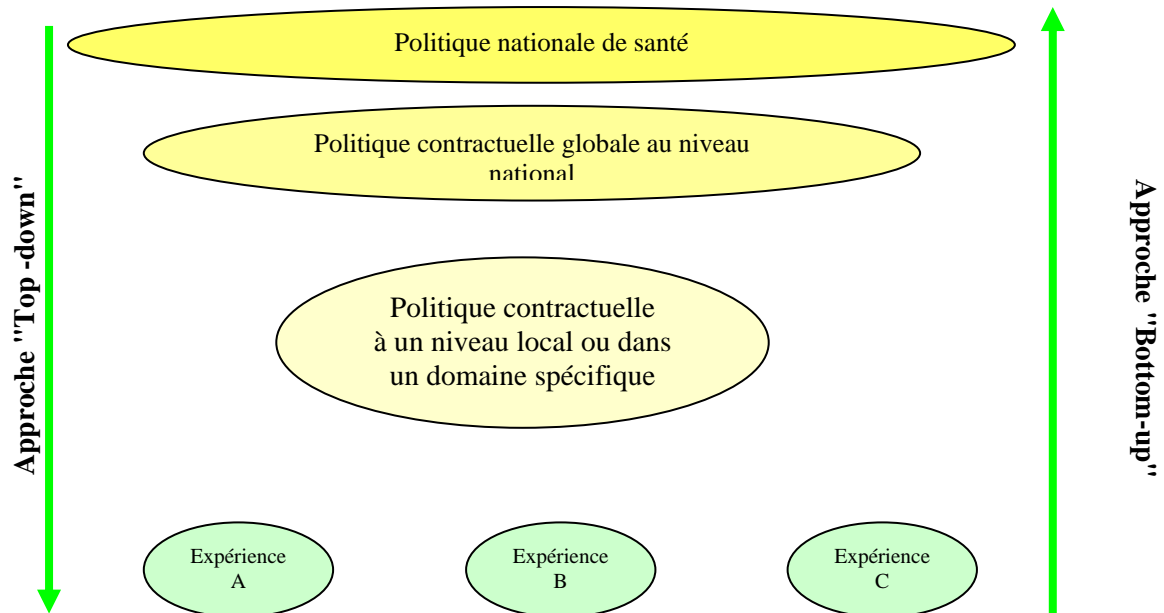 Politique nationale de santé
Politique contractuelle globale au niveau
national
Approche "Top -down"
Approche "Bottom-up"
Politique contractuelle
à un niveau local ou dans
un domaine spécifique
Expérience
A
Expérience
B
Expérience
C